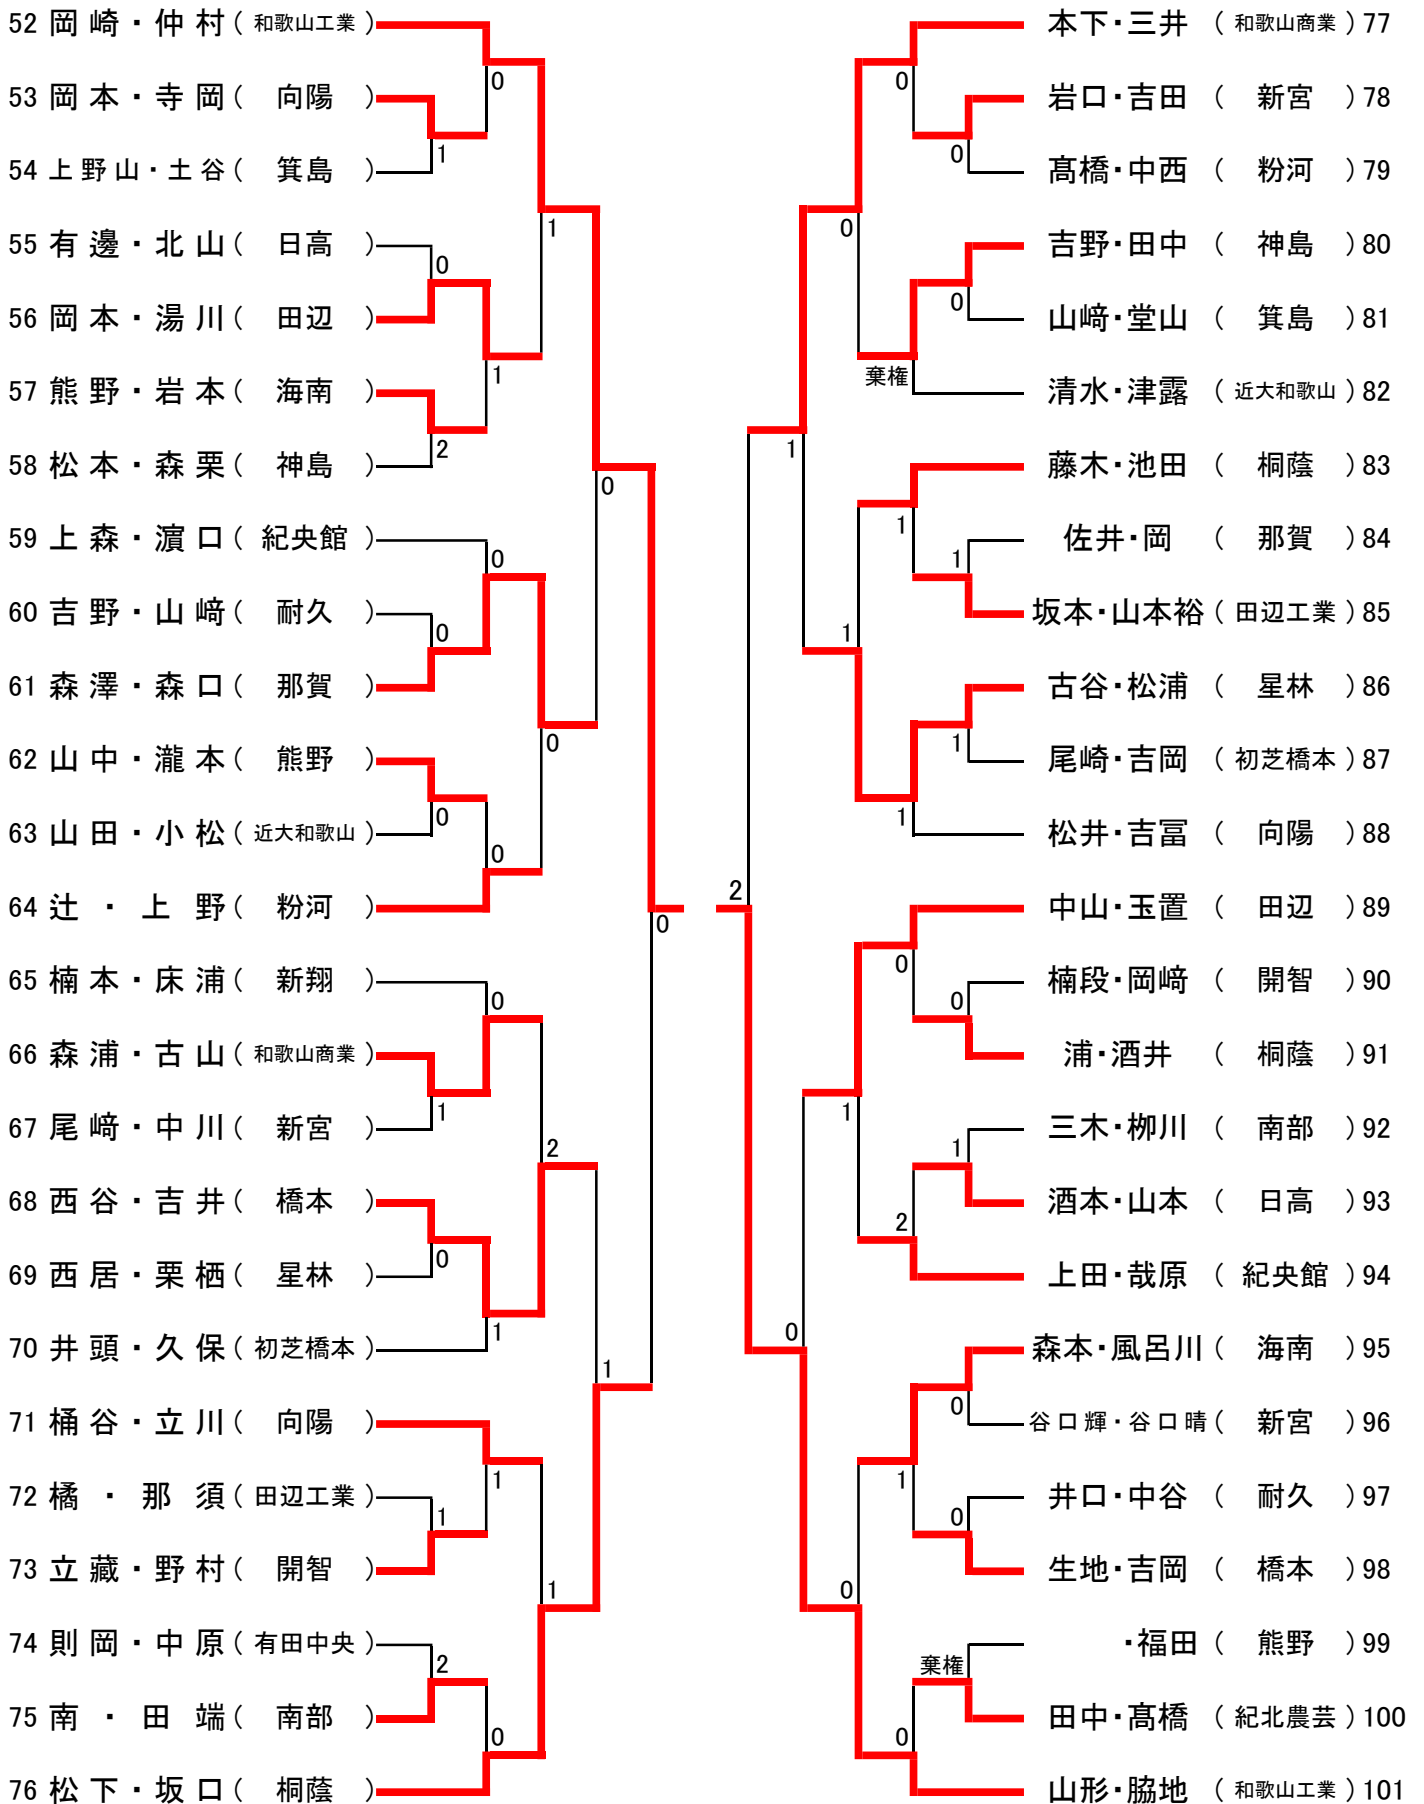 52 岡崎・仲村 ( 和歌山工業 )
0
53 岡本・寺岡 ( 向陽 )
1
54 上野山・土谷 ( 箕島 )
1
55 有邊・北山 ( 日高 )
0
56 岡本・湯川 ( 田辺 )
1
57 熊野・岩本 ( 海南 )
2
58 松本・森栗 ( 神島 )
0
59 上森・濵口 ( 紀央館 )
0
60 吉野・山﨑 ( 耐久 )
0
61 森澤・森口 ( 那賀 )
0
62 山中・瀧本 ( 熊野 )
0
63 山田・小松 ( 近大和歌山 )
0
64 辻・上野 ( 粉河 )
0
65 楠本・床浦 ( 新翔 )
0
66 森浦・古山 ( 和歌山商業 )
1
67 尾﨑・中川 ( 新宮 )
2
68 西谷・吉井 ( 橋本 )
0
69 西居・栗栖 ( 星林 )
1
70 井頭・久保 ( 初芝橋本 )
1
71 桶谷・立川 ( 向陽 )
1
72 橘・那須 ( 田辺工業 )
1
73 立藏・野村 ( 開智 )
1
74 則岡・中原 ( 有田中央 )
2
75 南・田端 ( 南部 )
0
76 松下・坂口 ( 桐蔭 )
本下・三井 ( 和歌山商業 ) 77
0
岩口・吉田 ( 新宮 ) 78
0
髙橋・中西 ( 粉河 ) 79
0
吉野・田中 ( 神島 ) 80
0
山﨑・堂山 ( 箕島 ) 81
棄権
清水・津露 ( 近大和歌山 ) 82
1
藤木・池田 ( 桐蔭 ) 83
1
佐井・岡 ( 那賀 ) 84
1
坂本・山本裕 ( 田辺工業 ) 85
1
古谷・松浦 ( 星林 ) 86
1
尾崎・吉岡 ( 初芝橋本 ) 87
1
松井・吉冨 ( 向陽 ) 88
2
中山・玉置 ( 田辺 ) 89
0
楠段・岡﨑 ( 開智 ) 90
0
浦・酒井 ( 桐蔭 ) 91
1
三木・栁川 ( 南部 ) 92
1
酒本・山本 ( 日高 ) 93
2
上田・哉原 ( 紀央館 ) 94
0
森本・風呂川 ( 海南 ) 95
0
谷口輝・谷口晴 ( 新宮 ) 96
1
井口・中谷 ( 耐久 ) 97
0
生地・吉岡 ( 橋本 ) 98
0
・福田 ( 熊野 ) 99
棄権
田中・髙橋 ( 紀北農芸 ) 100
0
山形・脇地 ( 和歌山工業 ) 101